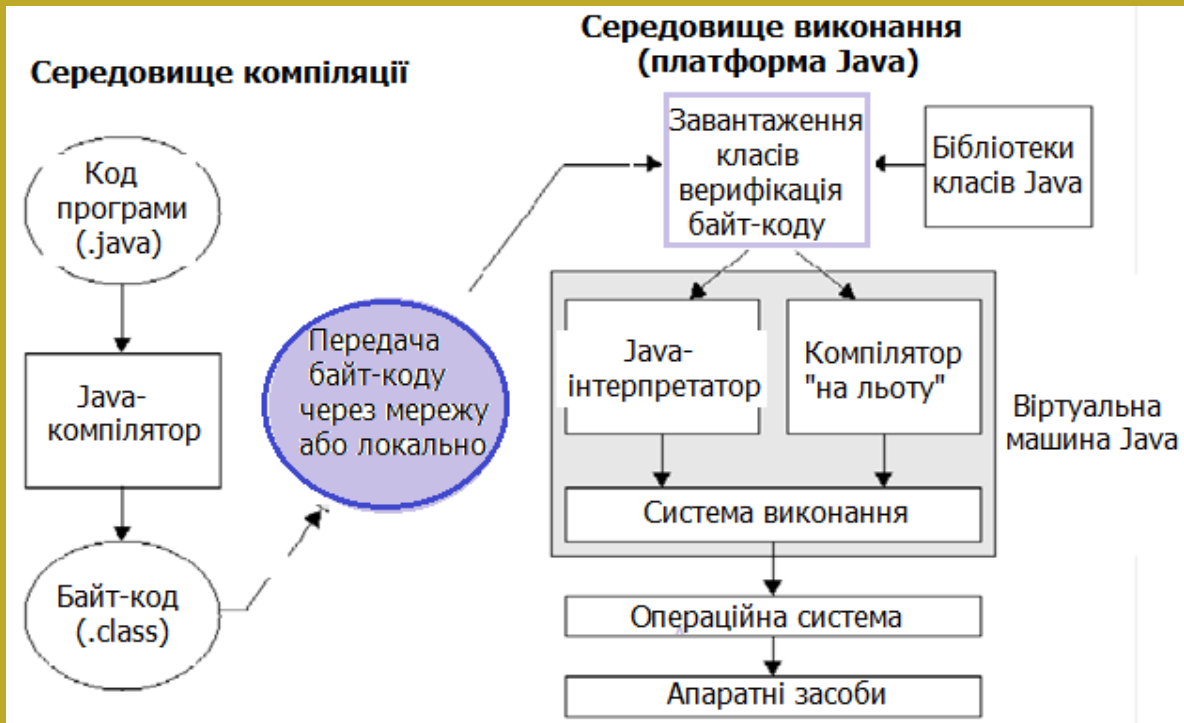 Середовище компіляції
Код
програми
(.java)
Java-
компілятор
Байт-код
(.class)
Передача
байт-коду
через мережу
або локально
Середовище виконання
(платформа Java)
Завантаження
класів
верифікація
байт-коду
Бібліотеки
класів Java
Java-
інтерпретатор
Компілятор
"на льоту"
Віртуальна
машина Java
Система виконання
Операційна система
Апаратні засоби